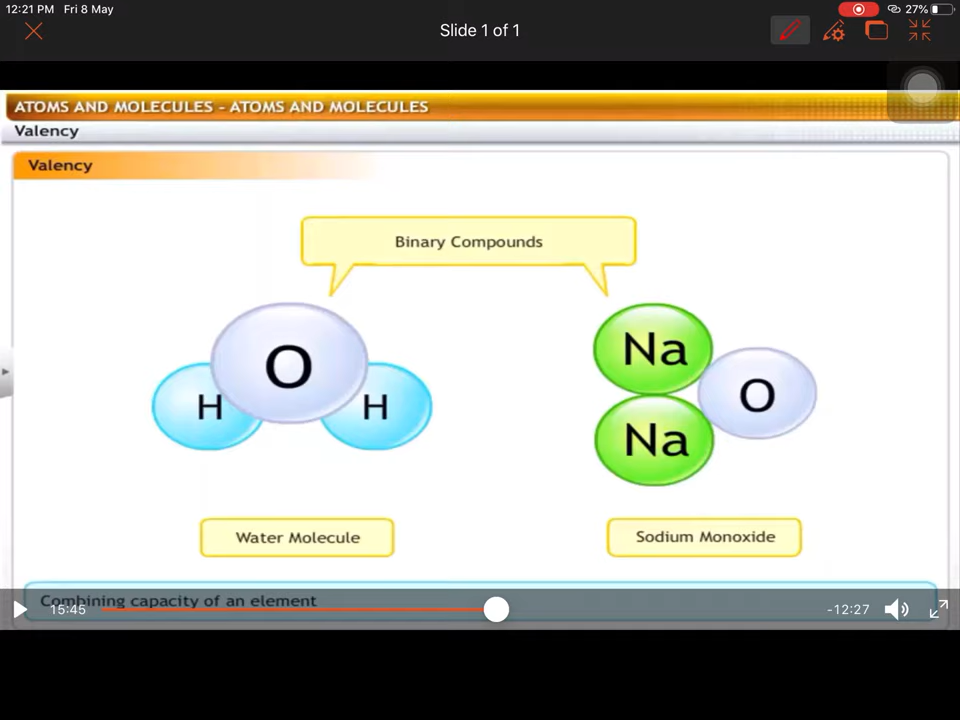 12:21 PM Fri 8 May
27%
Slide 1 of 1
ATOMS AND MOLECULES - ATOMS AND MOLECULES
Valency
Valency
Binary Compounds
O
H
H
Na
Na
O
Water Molecule
Sodium Monoxide
Combining capacity of an element
15:45
-12:27